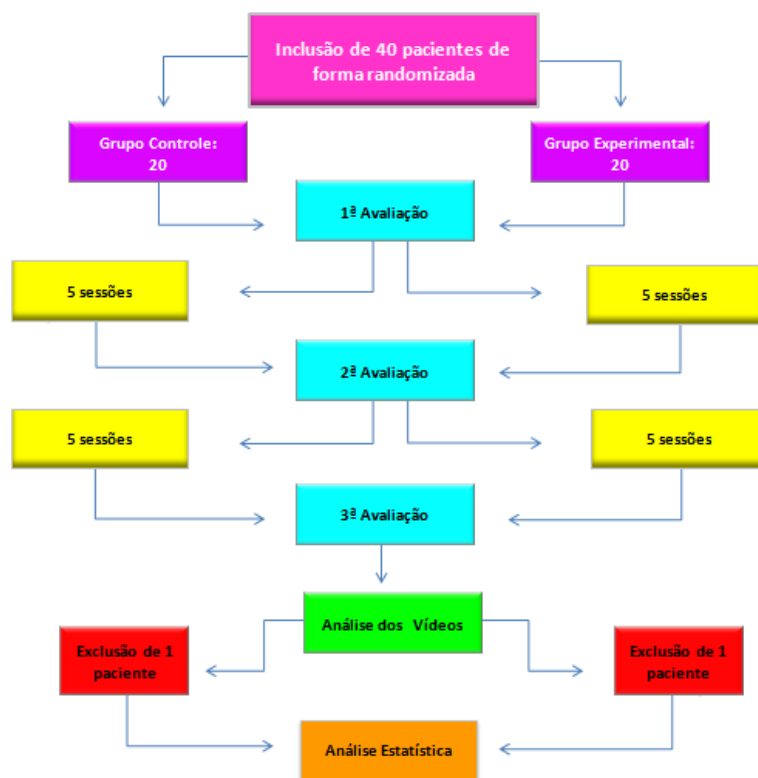 Inclusão de 40 pacientes de
forma randomizada
Grupo Controle:
20
Grupo Experimental:
20
1ª Avaliação
5 sessões
5 sessões
2ª Avaliação
5 sessões
5 sessões
3ª Avaliação
Análise dos Vídeos
Exclusão de 1
paciente
Exclusão de 1
paciente
Análise Estatística